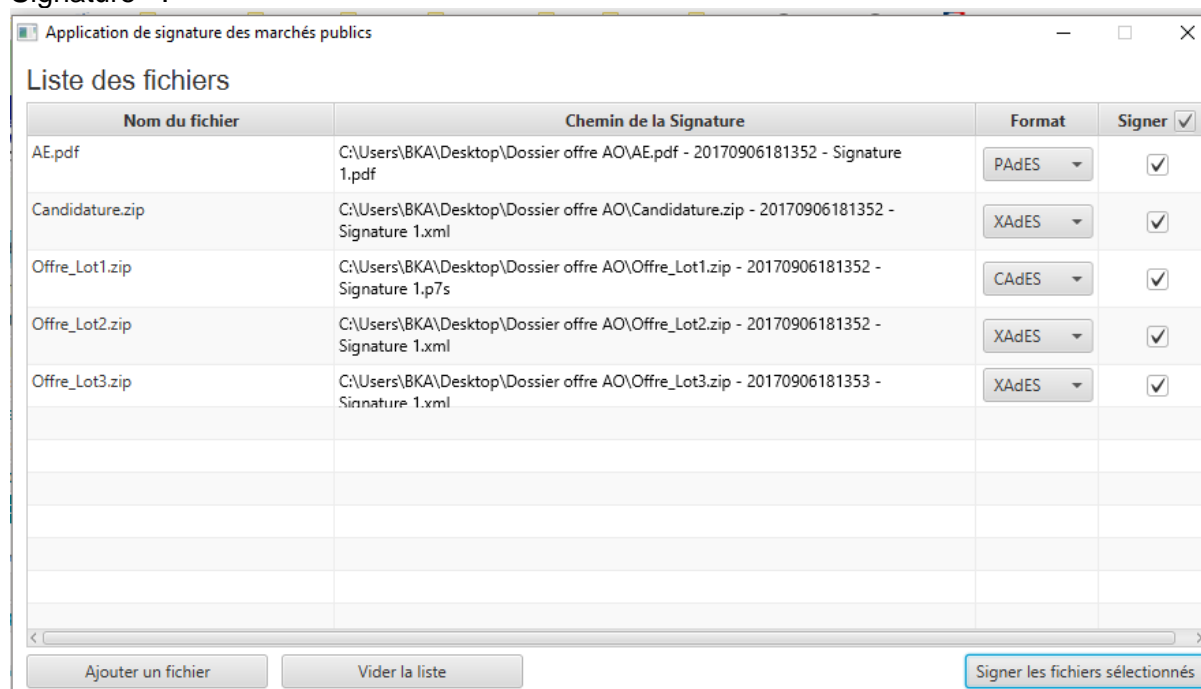 Signature
Application de signature des marchés publics
Liste des fichiers
Nom du fichier Chemin de la Signature Format Signer
AE.pdf C:\Users\BKA\Desktop\Dossier offre AO\AE.pdf - 20170906181352 - Signature PAdES
1.pdf
Candidature.zip C:\Users\BKA\Desktop\Dossier offre AO\Candidature.zip - 20170906181352 - XAdES
Signature 1.xml
Offre_Lot1.zip C:\Users\BKA\Desktop\Dossier offre AO\Offre_Lot1.zip - 20170906181352 - CAdES
Signature 1.p7s
Offre_Lot2.zip C:\Users\BKA\Desktop\Dossier offre AO\Offre_Lot2.zip - 20170906181352 - XAdES
Signature 1.xml
Offre_Lot3.zip C:\Users\BKA\Desktop\Dossier offre AO\Offre_Lot3.zip - 20170906181353 - XAdES
Signature 1.xml
Ajouter un fichier Vider la liste Signer les fichiers sélectionnés